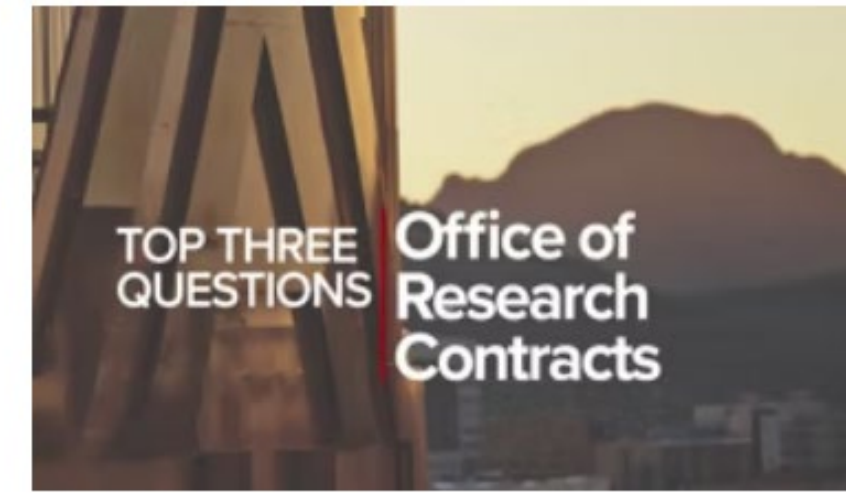 TOP THREE
QUESTIONS
Office of
Research
Contracts